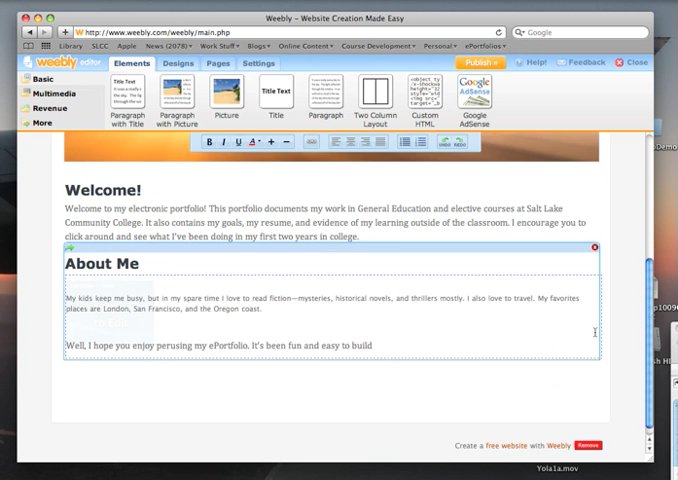 Weebly - Website Creation Made Easy
http://www.weebly.com/weebly/main.php
Google
Library SLCC Apple News (2078) Work Stuff Blogs Online Content Course Development Personal ePortfolios
weebly editor Elements Designs Pages Settings Publish » Help! Feedback Close
Basic
Multimedia
Revenue
More
Paragraph with Title
Paragraph with Picture
Picture
Title
Paragraph
Two Column Layout
Custom HTML
Google AdSense
Title Text
Title Text
Google AdSense
B I U A + − UNDO REDO
Welcome!
Welcome to my electronic portfolio! This portfolio documents my work in General Education and elective courses at Salt Lake
Community College. It also contains my goals, my resume, and evidence of my learning outside of the classroom. I encourage you to
click around and see what I've been doing in my first two years in college.
About Me
My kids keep me busy, but in my spare time I love to read fiction—mysteries, historical novels, and thrillers mostly. I also love to travel. My favorites
places are London, San Francisco, and the Oregon coast.
Well, I hope you enjoy perusing my ePortfolio. It's been fun and easy to build
Create a free website with Weebly Remove
Yola1a.mov